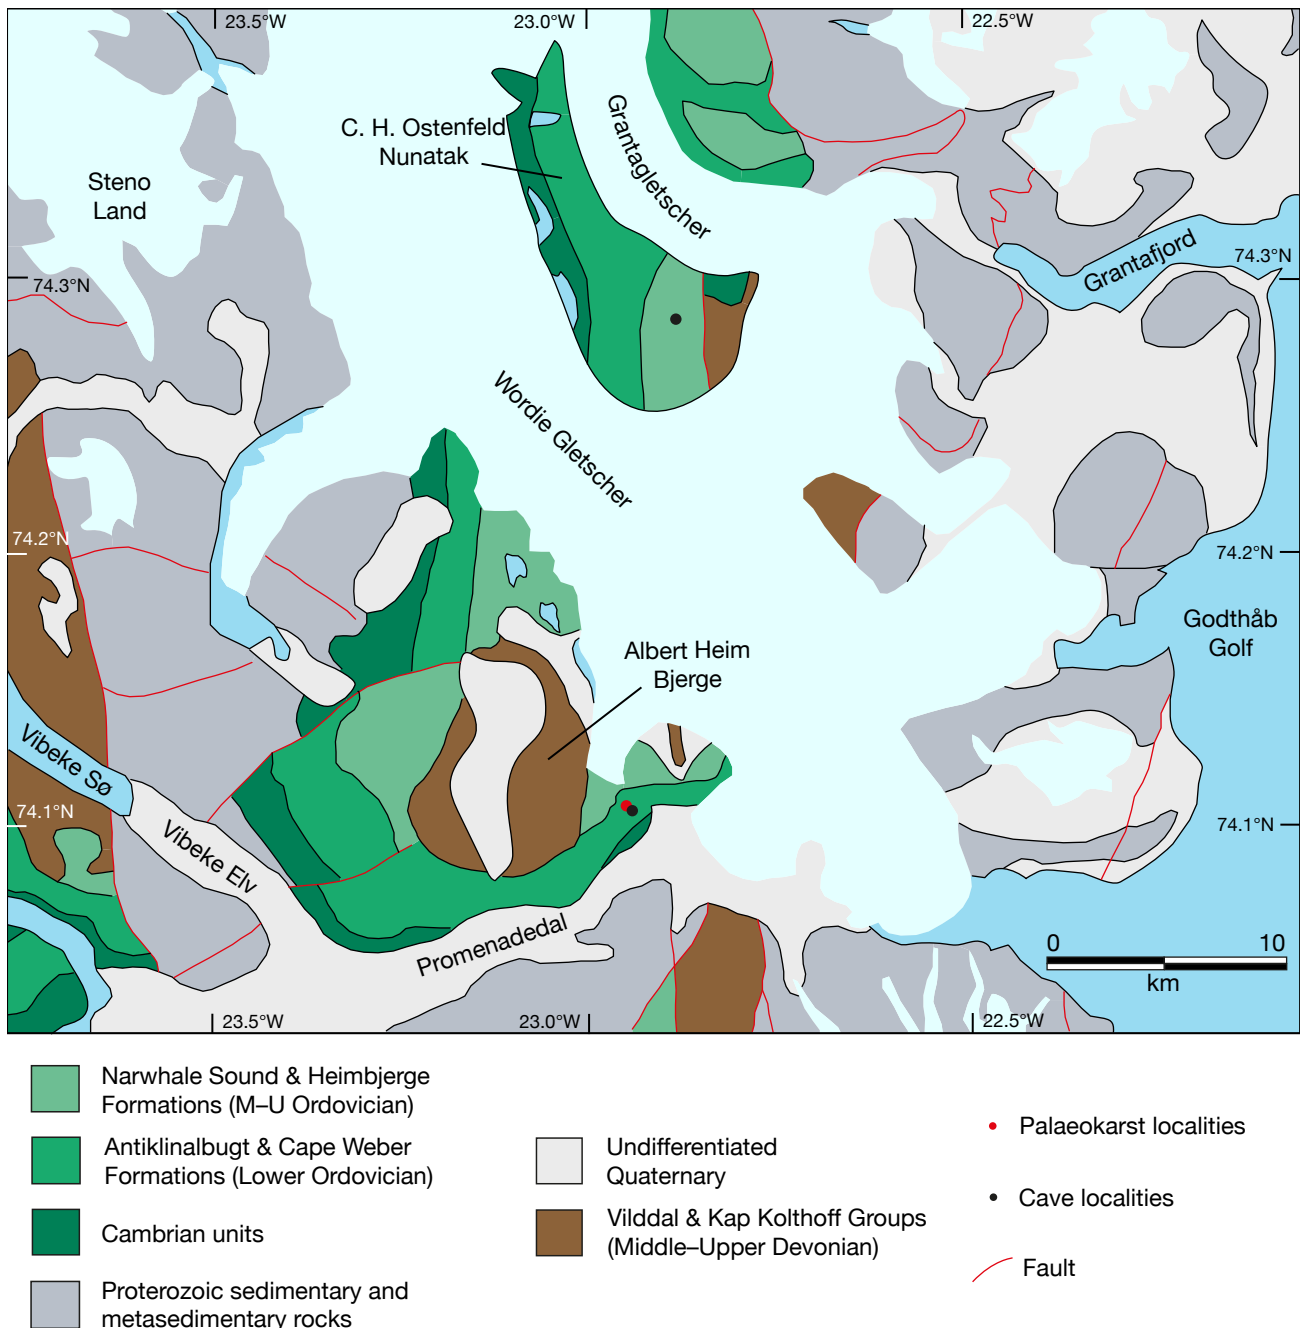 23.5°W
23.0°W
22.5°W
C. H. Ostenfeld
Nunatak
Grantagletscher
Steno
Land
Grantafjord
74.3°N
74.3°N
Wordie Gletscher
74.2°N
74.2°N
Godthåb
Golf
Albert Heim
Bjerge
Vibeke Sø
74.1°N
74.1°N
Vibeke Elv
Promenadedal
0
10
km
23.5°W
23.0°W
22.5°W
Narwhale Sound & Heimbjerge
Formations (M–U Ordovician)
Antiklinalbugt & Cape Weber
Formations (Lower Ordovician)
Cambrian units
Proterozoic sedimentary and
metasedimentary rocks
Undifferentiated
Quaternary
Vilddal & Kap Kolthoff Groups
(Middle–Upper Devonian)
Palaeokarst localities
Cave localities
Fault